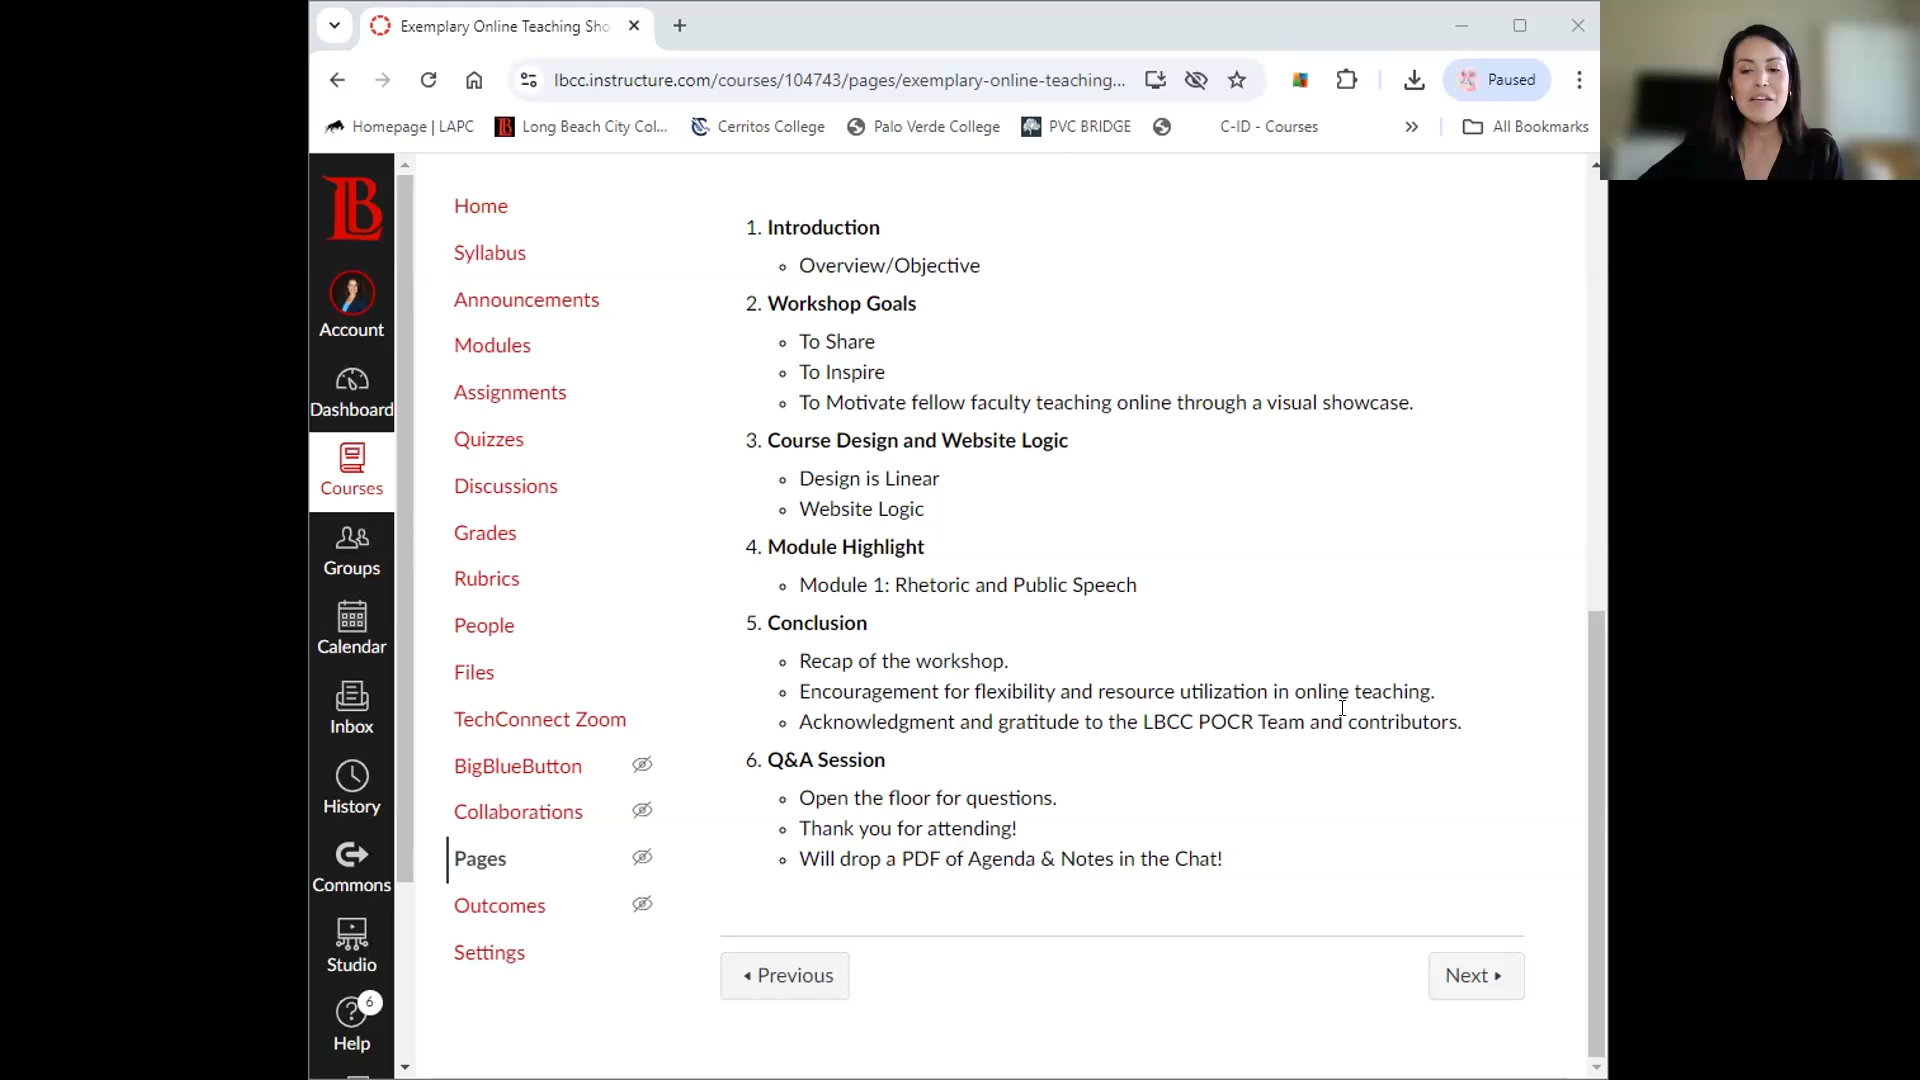 Exemplary Online Teaching Sho
lbcc.instructure.com/courses/104743/pages/exemplary-online-teaching...
Paused
Homepage | LAPC
Long Beach City Col...
Cerritos College
Palo Verde College
PVC BRIDGE
C-ID - Courses
All Bookmarks
LB
Account
Dashboard
Courses
Groups
Calendar
Inbox
History
Commons
Studio
6
Help
Home
Syllabus
Announcements
Modules
Assignments
Quizzes
Discussions
Grades
Rubrics
People
Files
TechConnect Zoom
BigBlueButton
Collaborations
Pages
Outcomes
Settings
1. Introduction
Overview/Objective
2. Workshop Goals
To Share
To Inspire
To Motivate fellow faculty teaching online through a visual showcase.
3. Course Design and Website Logic
Design is Linear
Website Logic
4. Module Highlight
Module 1: Rhetoric and Public Speech
5. Conclusion
Recap of the workshop.
Encouragement for flexibility and resource utilization in online teaching.
Acknowledgment and gratitude to the LBCC POCR Team and contributors.
6. Q&A Session
Open the floor for questions.
Thank you for attending!
Will drop a PDF of Agenda & Notes in the Chat!
Previous
Next